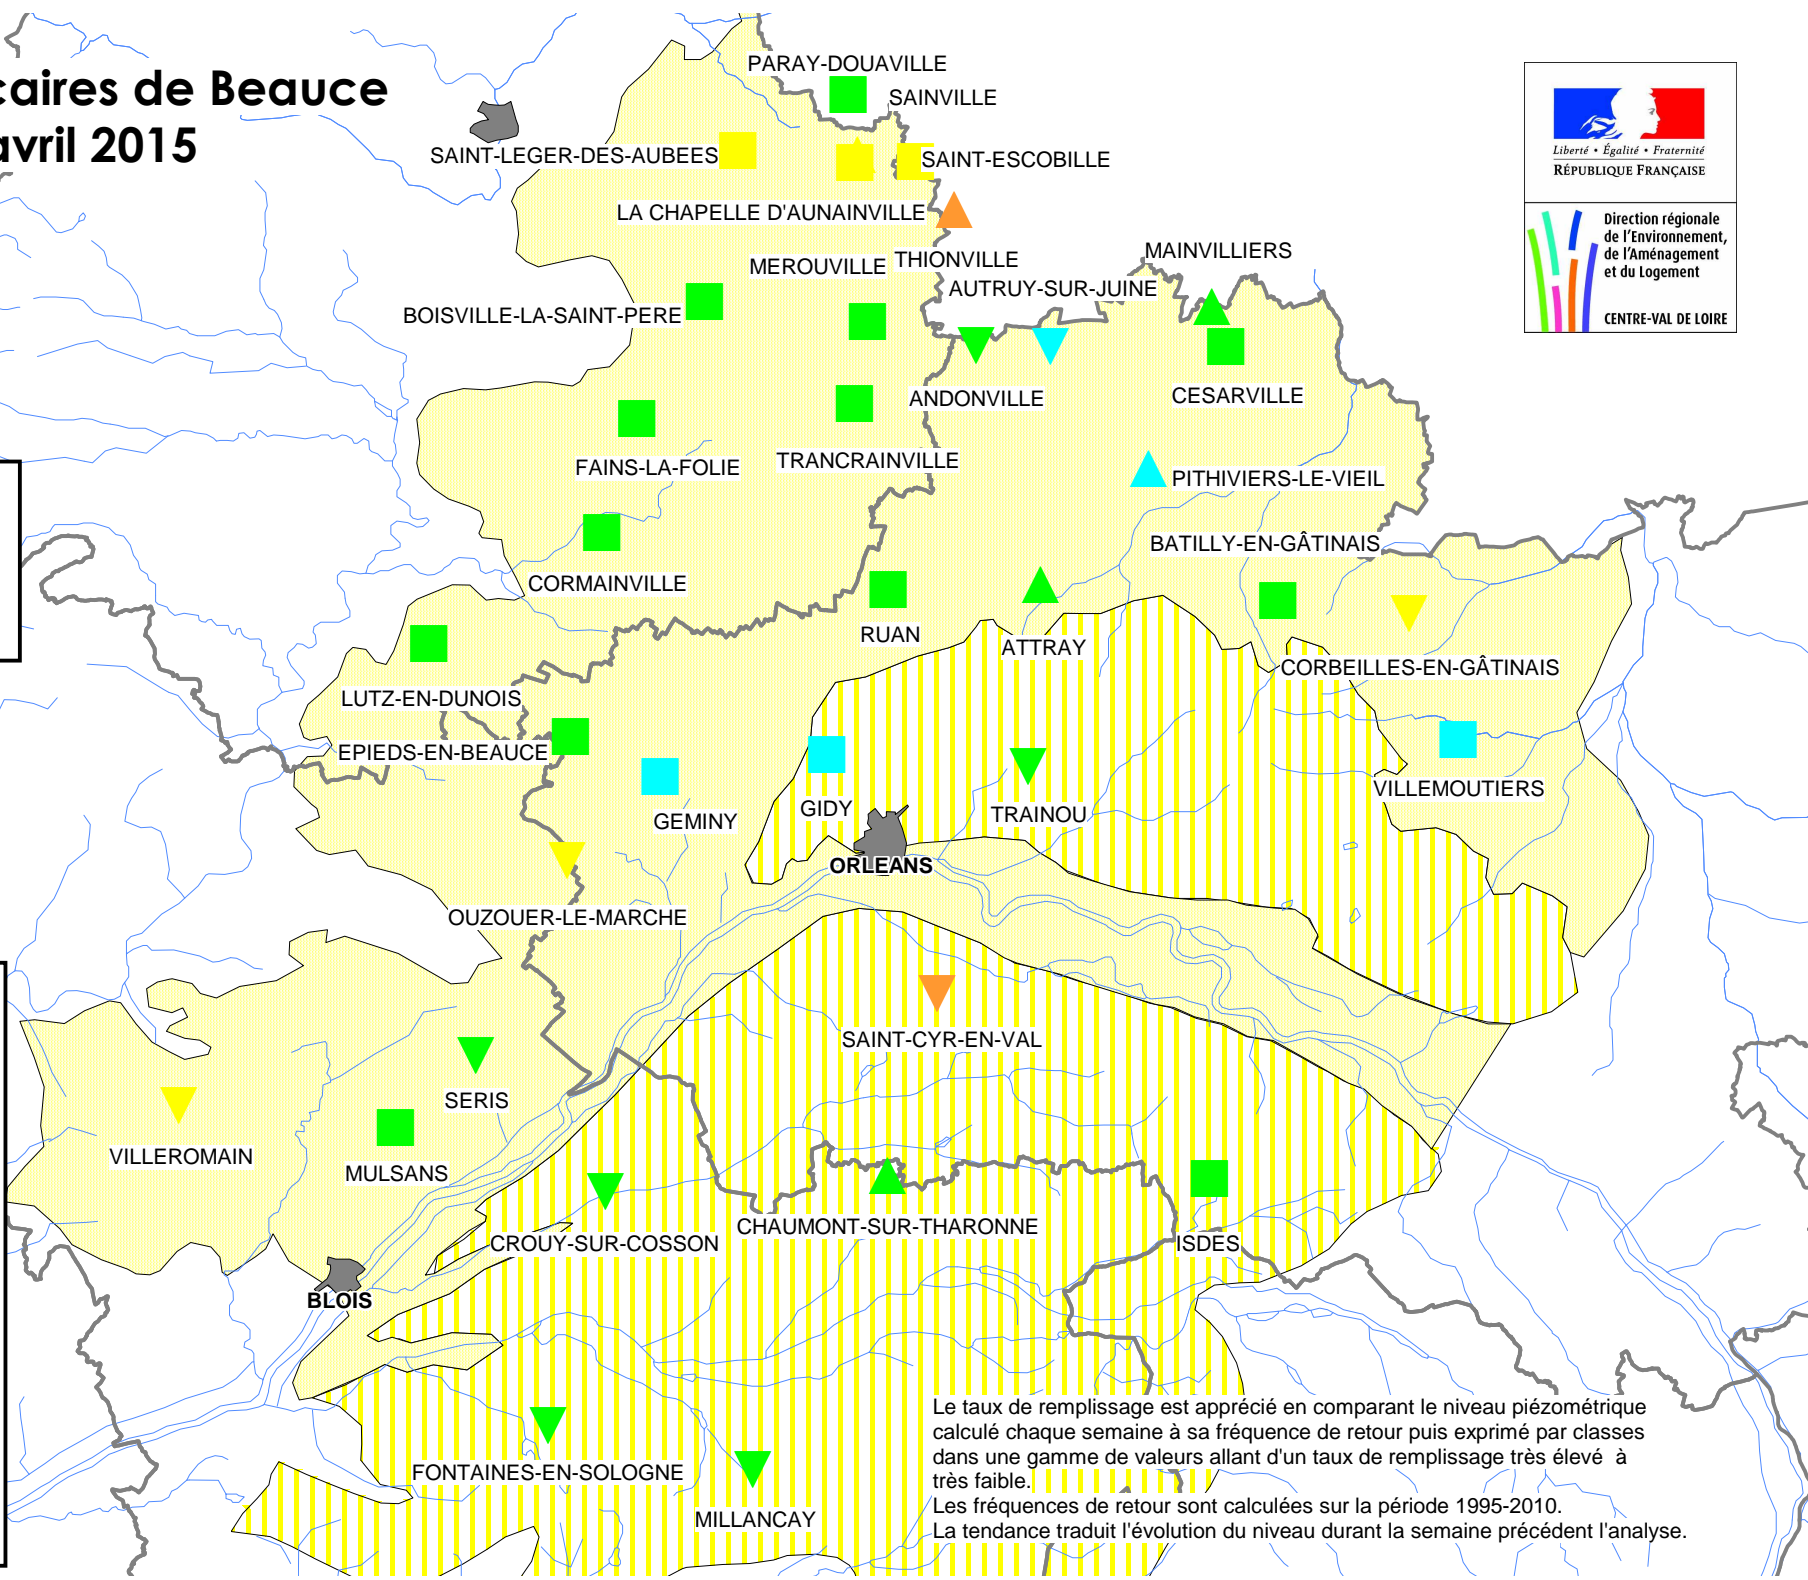 caires de Beauce
avril 2015
PARAY-DOUAVILLE
SAINVILLE
SAINT-LEGER-DES-AUBEES
SAINT-ESCOBILLE
LA CHAPELLE D'AUNAINVILLE
MEROUVILLE
THIONVILLE
MAINVILLIERS
AUTRUY-SUR-JUINE
BOISVILLE-LA-SAINT-PERE
ANDONVILLE
CESARVILLE
FAINS-LA-FOLIE
TRANCRAINVILLE
PITHIVIERS-LE-VIEIL
BATILLY-EN-GÂTINAIS
CORMAINVILLE
RUAN
ATTRAY
CORBEILLES-EN-GÂTINAIS
LUTZ-EN-DUNOIS
EPIEDS-EN-BEAUCE
VILLEMOUTIERS
GEMINY
GIDY
TRAINOU
ORLEANS
OUZOUER-LE-MARCHE
SAINT-CYR-EN-VAL
SERIS
VILLEROMAIN
MULSANS
CROUY-SUR-COSSON
CHAUMONT-SUR-THARONNE
ISDES
BLOIS
FONTAINES-EN-SOLOGNE
MILLANCAY
Liberté • Égalité • Fraternité
RÉPUBLIQUE FRANÇAISE
Direction régionale
de l'Environnement,
de l'Aménagement
et du Logement
CENTRE-VAL DE LOIRE
Le taux de remplissage est apprécié en comparant le niveau piézométrique
calculé chaque semaine à sa fréquence de retour puis exprimé par classes
dans une gamme de valeurs allant d'un taux de remplissage très élevé à
très faible.
Les fréquences de retour sont calculées sur la période 1995-2010.
La tendance traduit l'évolution du niveau durant la semaine précédent l'analyse.